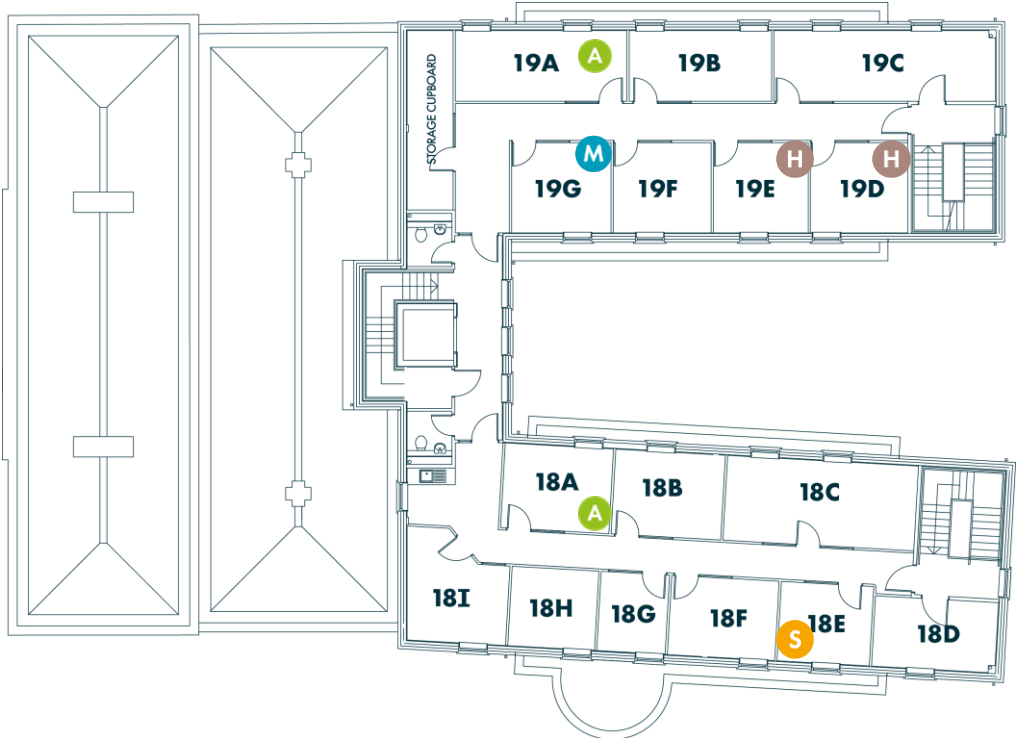 19A
A
19B
19C
STORAGE CUPBOARD
M
H
H
19G
19F
19E
19D
18A
18B
18C
A
18I
18H
18G
18F
18E
S
18D